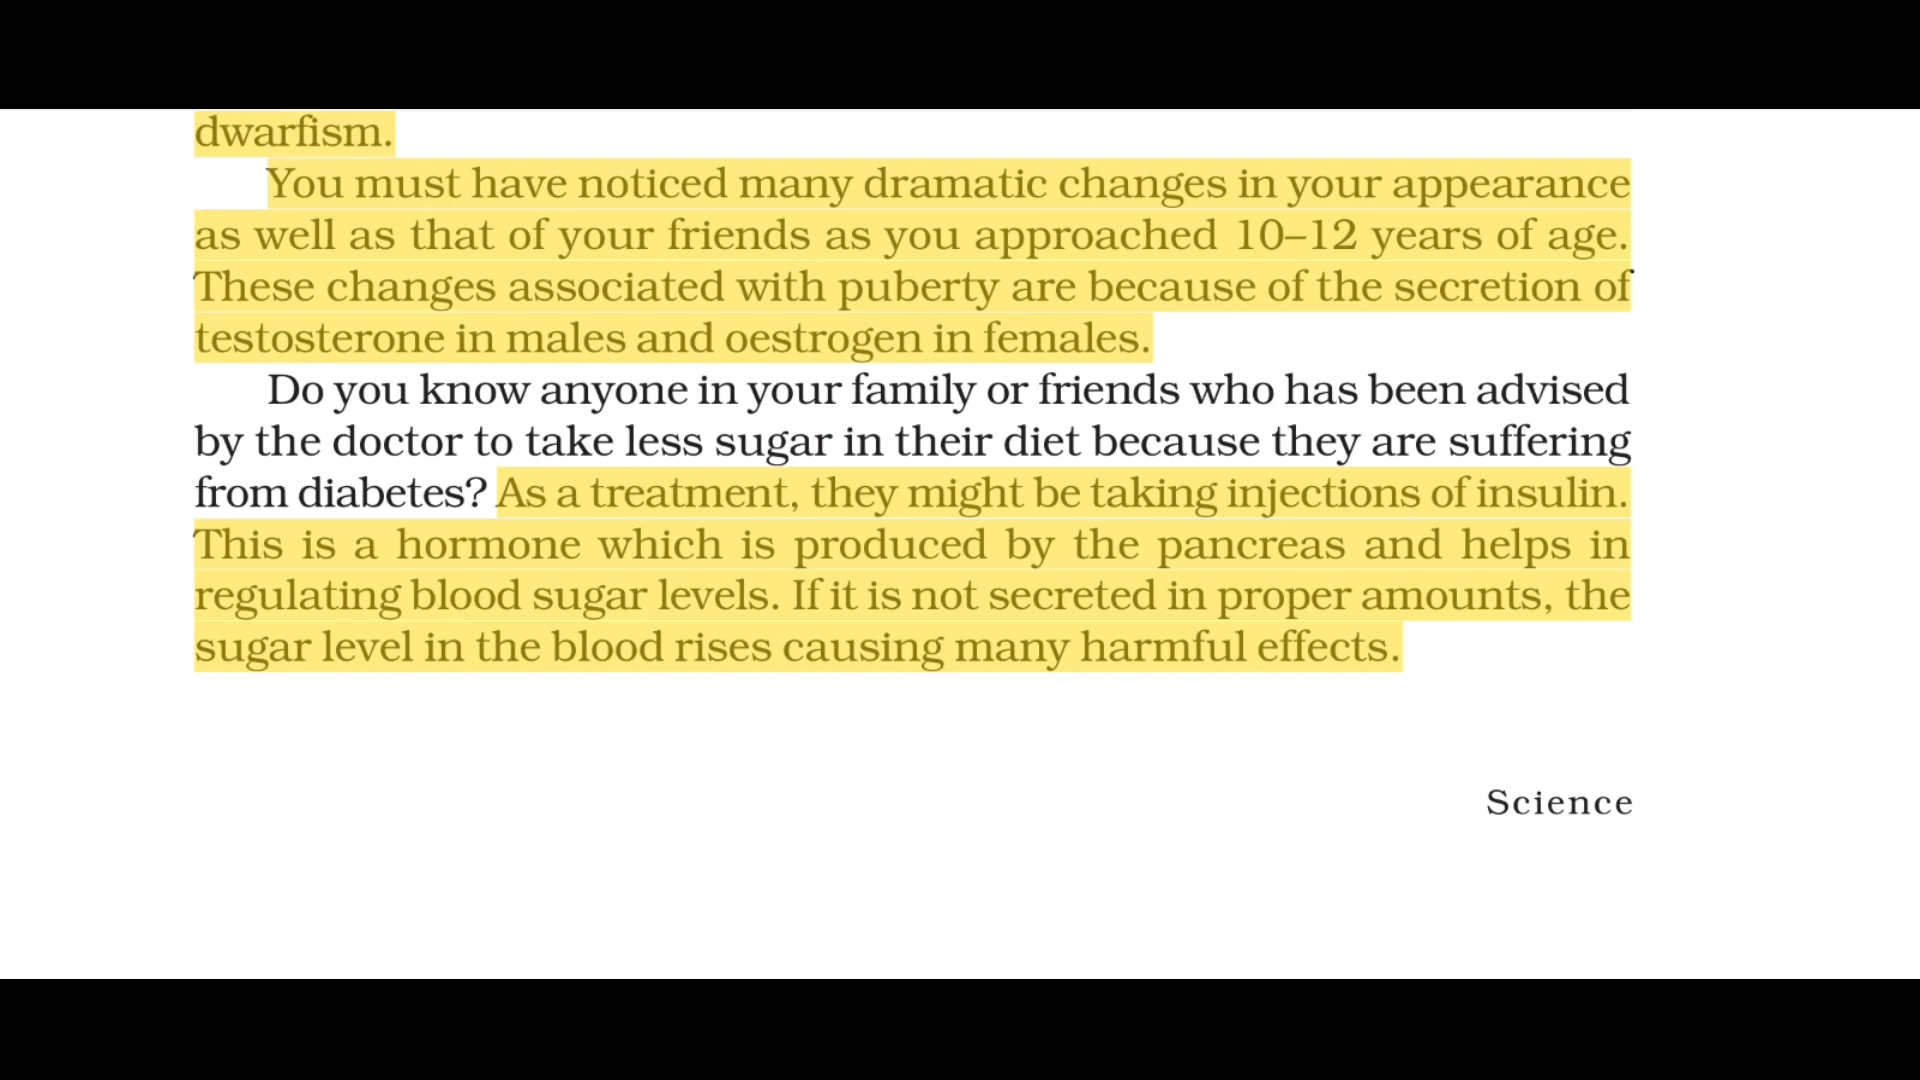 dwarfism.
You must have noticed many dramatic changes in your appearance
as well as that of your friends as you approached 10–12 years of age.
These changes associated with puberty are because of the secretion of
testosterone in males and oestrogen in females.
Do you know anyone in your family or friends who has been advised
by the doctor to take less sugar in their diet because they are suffering
from diabetes? As a treatment, they might be taking injections of insulin.
This is a hormone which is produced by the pancreas and helps in
regulating blood sugar levels. If it is not secreted in proper amounts, the
sugar level in the blood rises causing many harmful effects.
Science